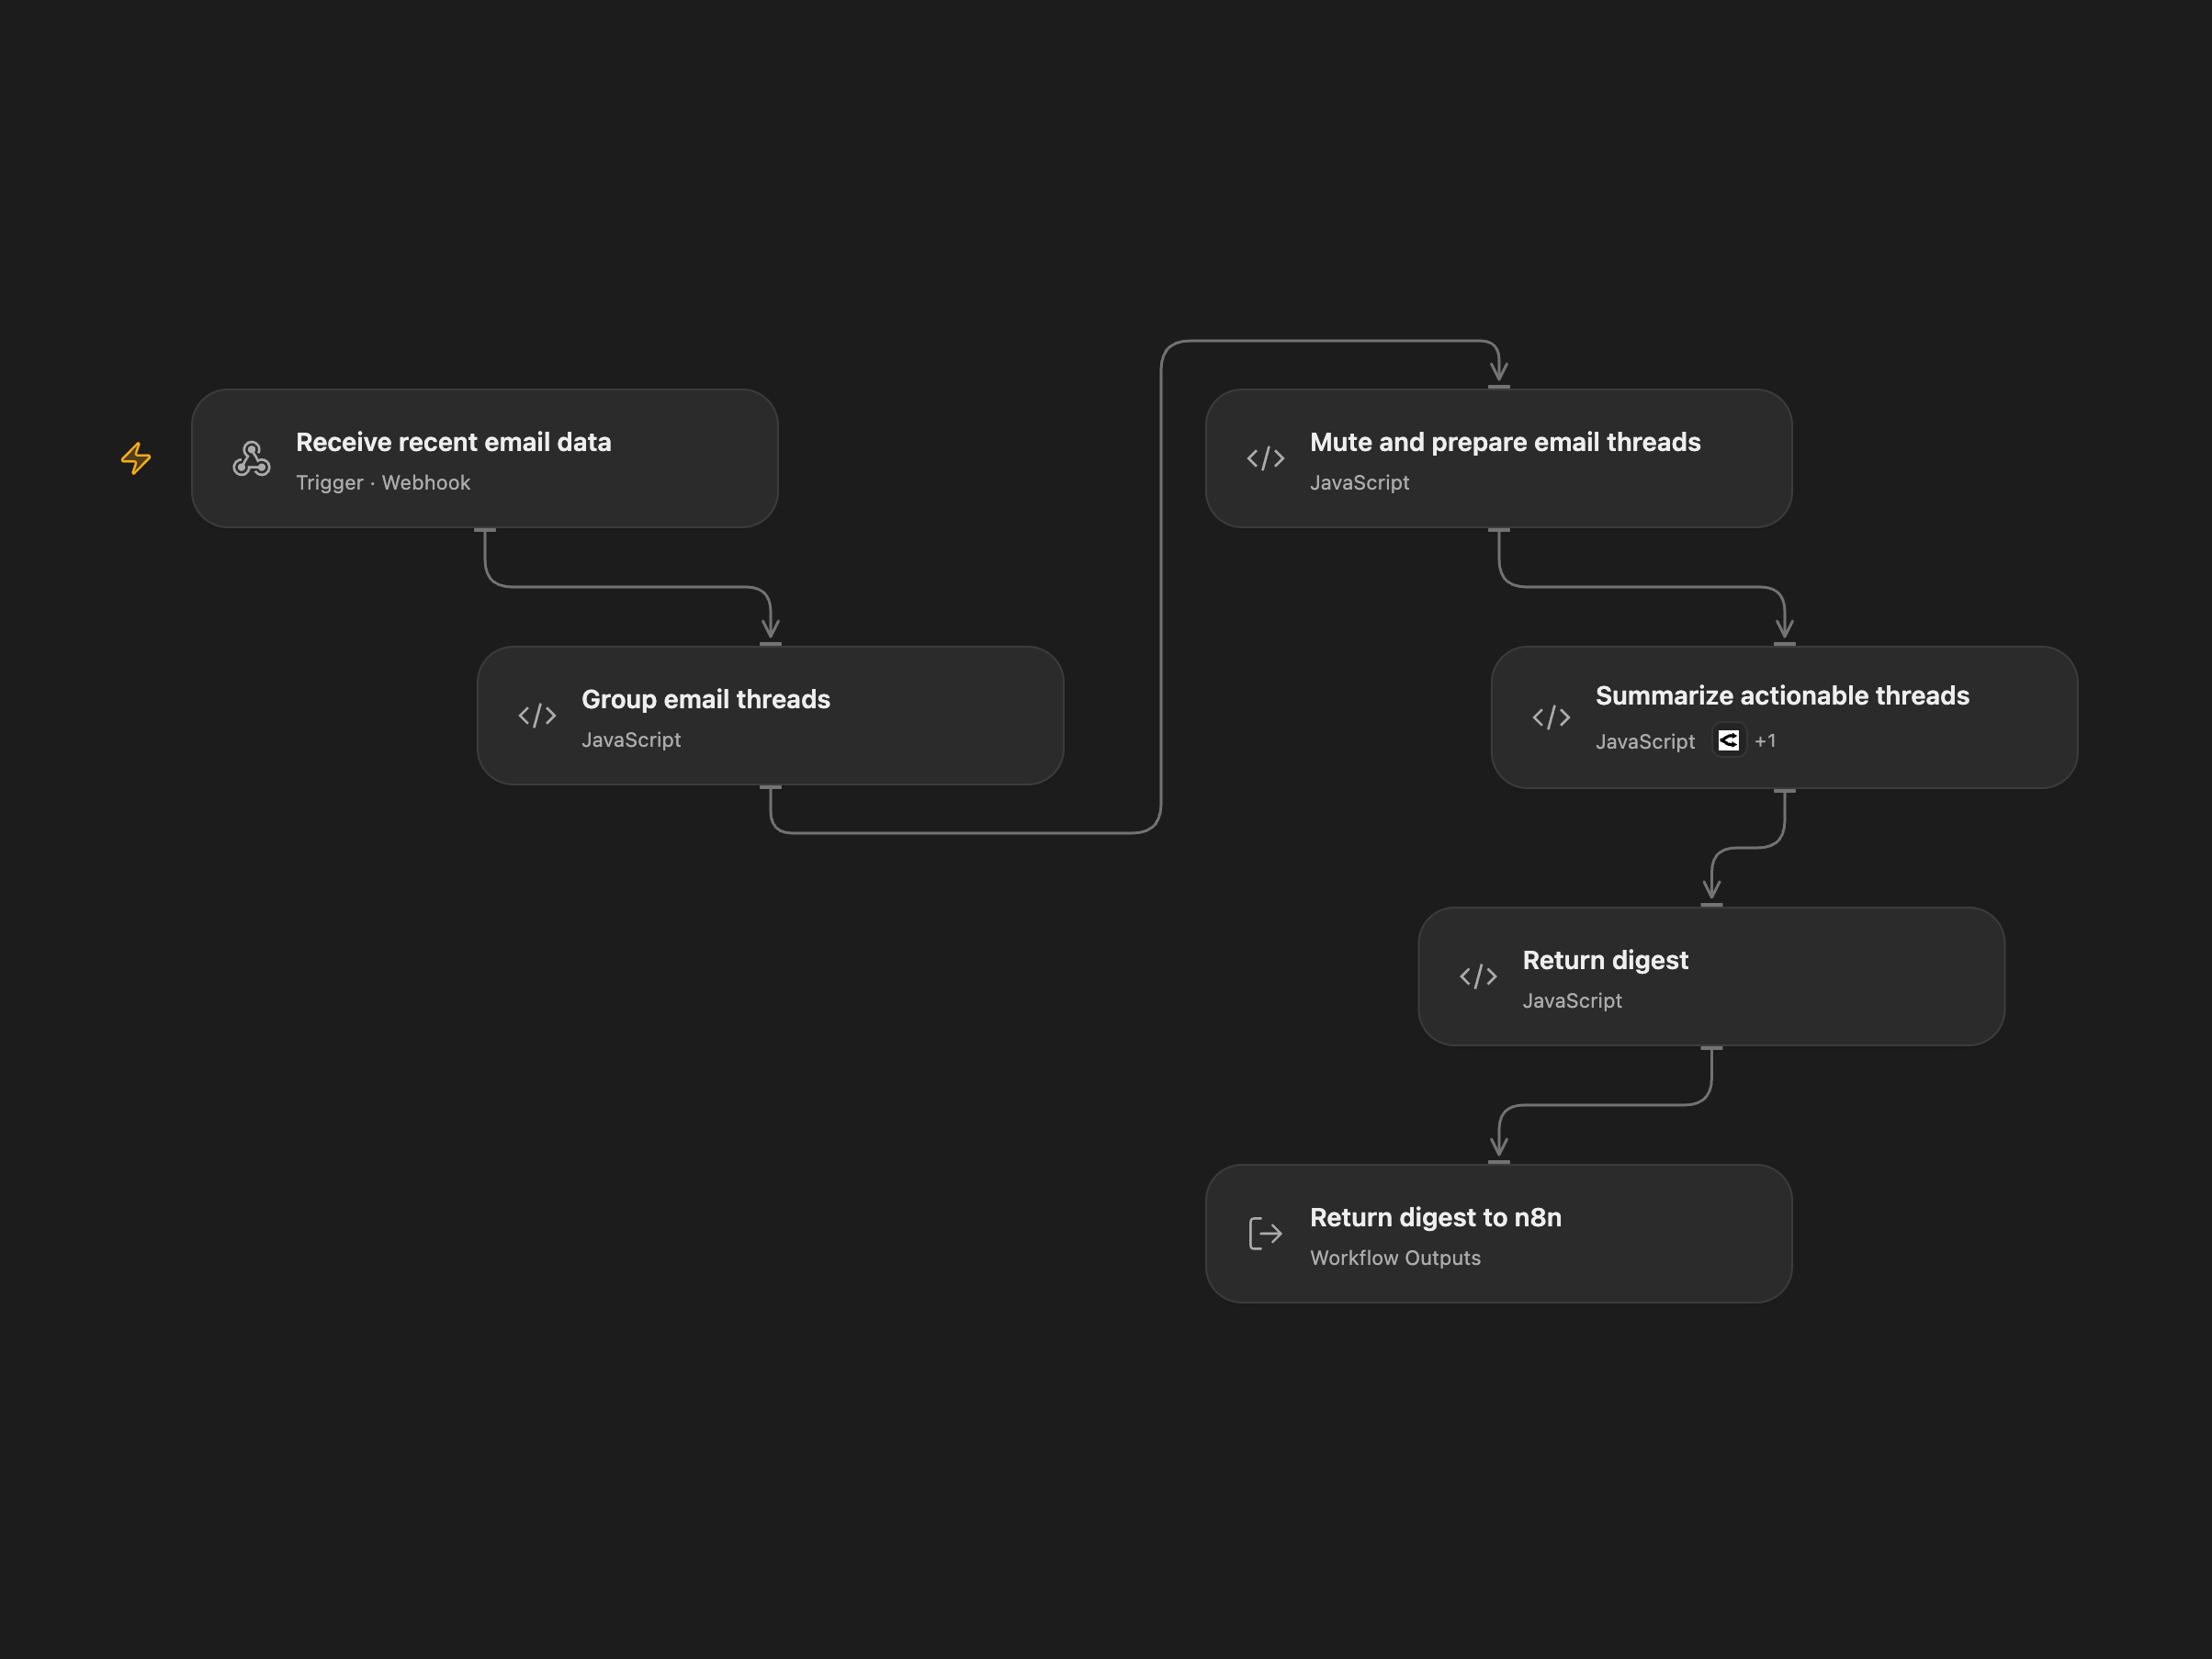 Receive recent email data
Trigger · Webhook
Group email threads
JavaScript
Mute and prepare email threads
JavaScript
Summarize actionable threads
JavaScript +1
Return digest
JavaScript
Return digest to n8n
Workflow Outputs